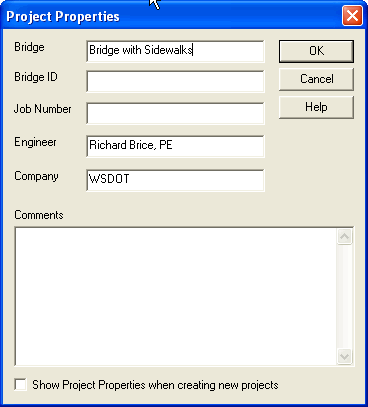 Project Properties
Bridge
Bridge with Sidewalks
OK
Bridge ID
Cancel
Job Number
Help
Engineer
Richard Brice, PE
Company
WSDOT
Comments
Show Project Properties when creating new projects